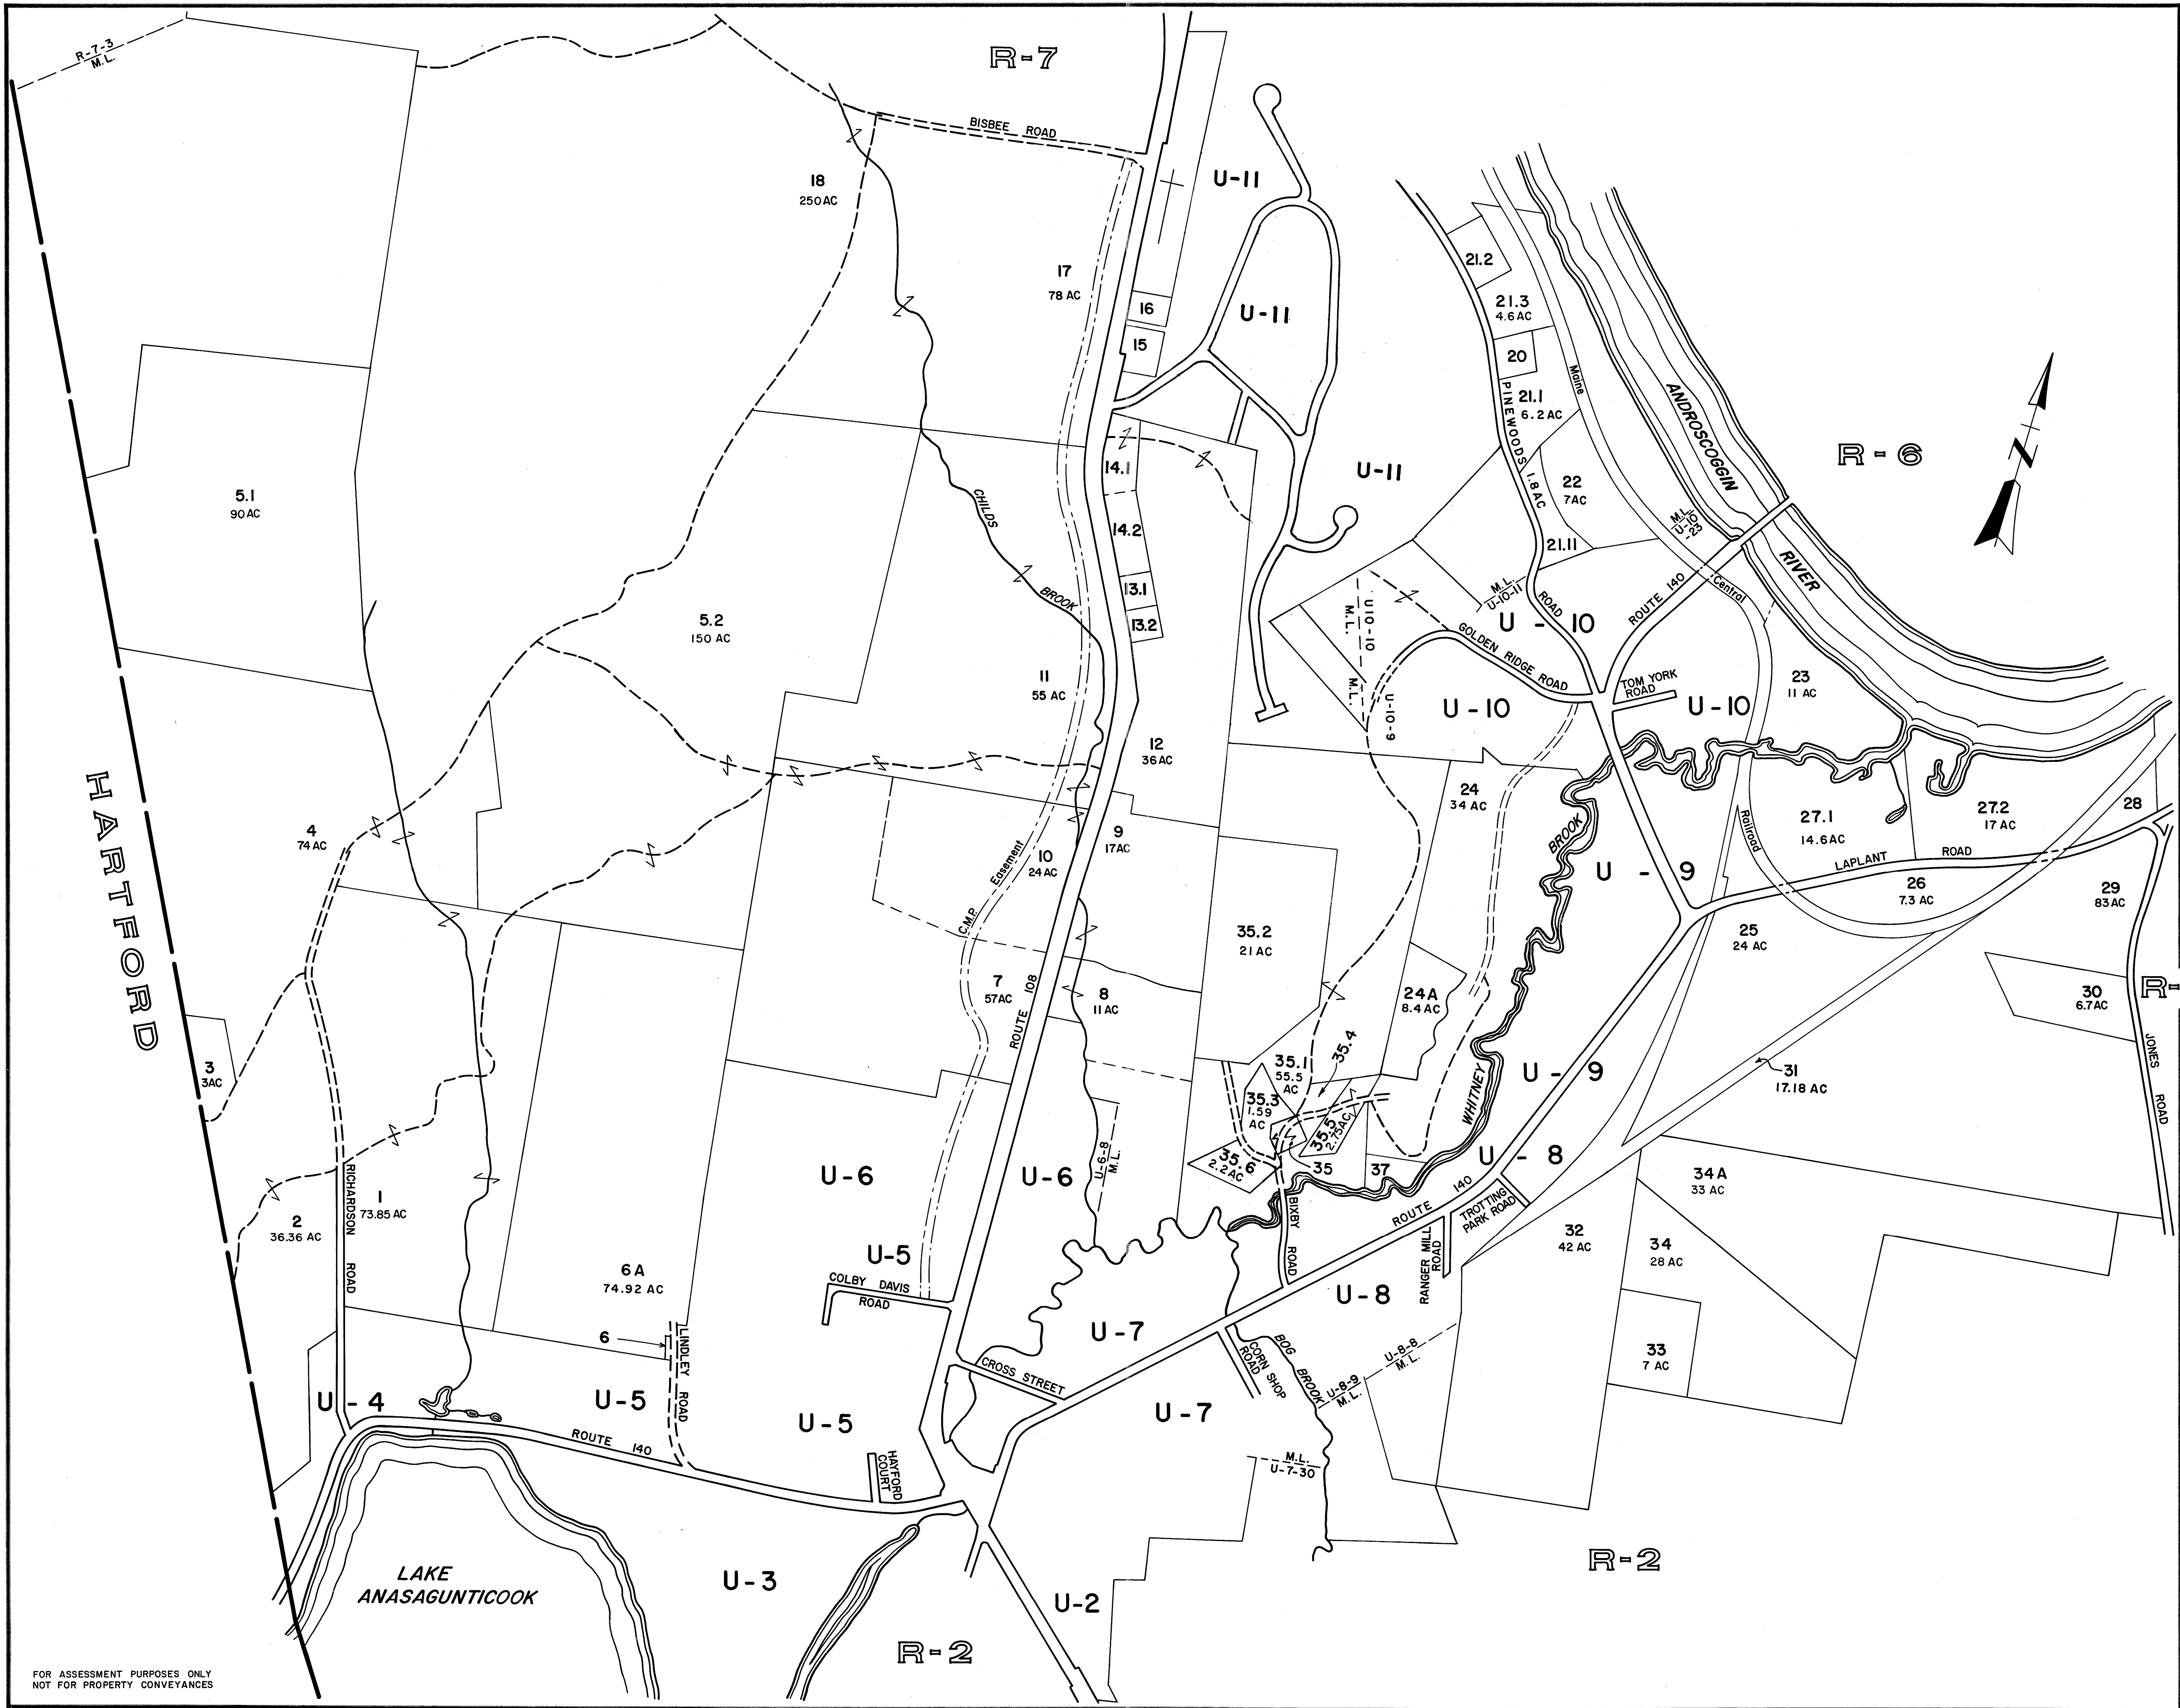 R-7-3
M.L.
R-7
BISBEE ROAD
18
250 AC
17
78 AC
16
15
U-11
U-11
U-11
21.2
21.3
4.6 AC
20
21.1
6.2 AC
PINEWOODS
1.8 AC
ROAD
22
7 AC
21.11
Maine
Central
Railroad
ANDROSCOGGIN
RIVER
R-6
N
M.L.
U-10
-23
M.L.
U-10-11
5.1
90 AC
5.2
150 AC
CHILDS
BROOK
14.1
14.2
13.1
13.2
11
55 AC
12
36 AC
U-10-10
M.L.
M.L.
U-10-9
U - 10
ROUTE 140
GOLDEN RIDGE ROAD
TOM YORK
ROAD
U-10
U-10
23
11 AC
HARTFORD
4
74 AC
9
17 AC
10
24 AC
C.M.P. Easement
24
34 AC
BROOK
WHITNEY
U - 9
27.1
14.6 AC
27.2
17 AC
28
LAPLANT ROAD
26
7.3 AC
29
83 AC
25
24 AC
35.2
21 AC
7
57 AC
8
11 AC
ROUTE 108
24A
8.4 AC
30
6.7 AC
R-
JONES
ROAD
3
3 AC
35.1
55.5
AC
35.4
35.3
1.59
AC
35.5
2.75 AC
35.6
2.2 AC
35
37
U - 9
31
17.18 AC
U - 8
34A
33 AC
RICHARDSON
ROAD
1
73.85 AC
2
36.36 AC
U-6
U-6
U-6-8
M.L.
BIXBY
ROAD
ROUTE 140
TROTTING
PARK ROAD
RANGER MILL
ROAD
32
42 AC
34
28 AC
6A
74.92 AC
U-5
COLBY DAVIS
ROAD
U-8
6
LINDLEY
ROAD
U-7
CORN SHOP
ROAD
BOG
BROOK
U-8-8
M.L.
33
7 AC
CROSS STREET
U-8-9
M.L.
U - 4
U-5
U-5
U-7
ROUTE 140
HAYFORD
COURT
M.L.
U-7-30
LAKE
ANASAGUNTICOOK
U-3
U-2
R-2
R-2
FOR ASSESSMENT PURPOSES ONLY
NOT FOR PROPERTY CONVEYANCES